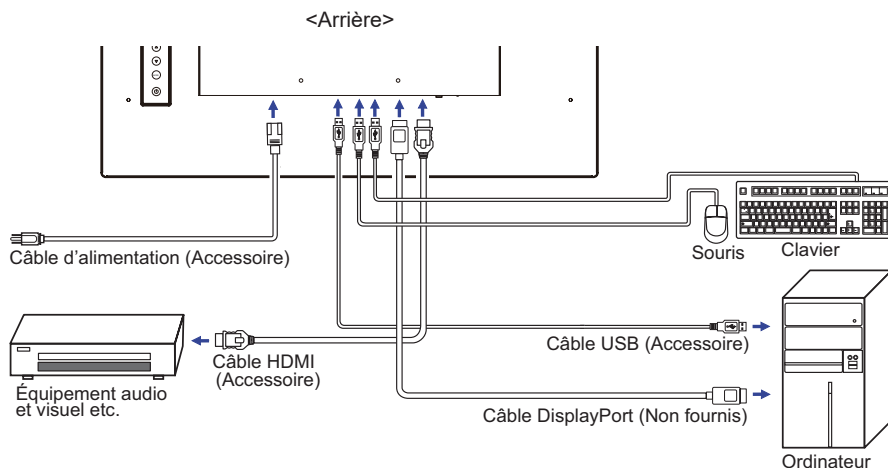 <Arrière>
Souris
Clavier
Câble d'alimentation (Accessoire)
Câble USB (Accessoire)
Câble HDMI
(Accessoire)
Équipement audio
et visuel etc.
Câble DisplayPort (Non fournis)
Ordinateur